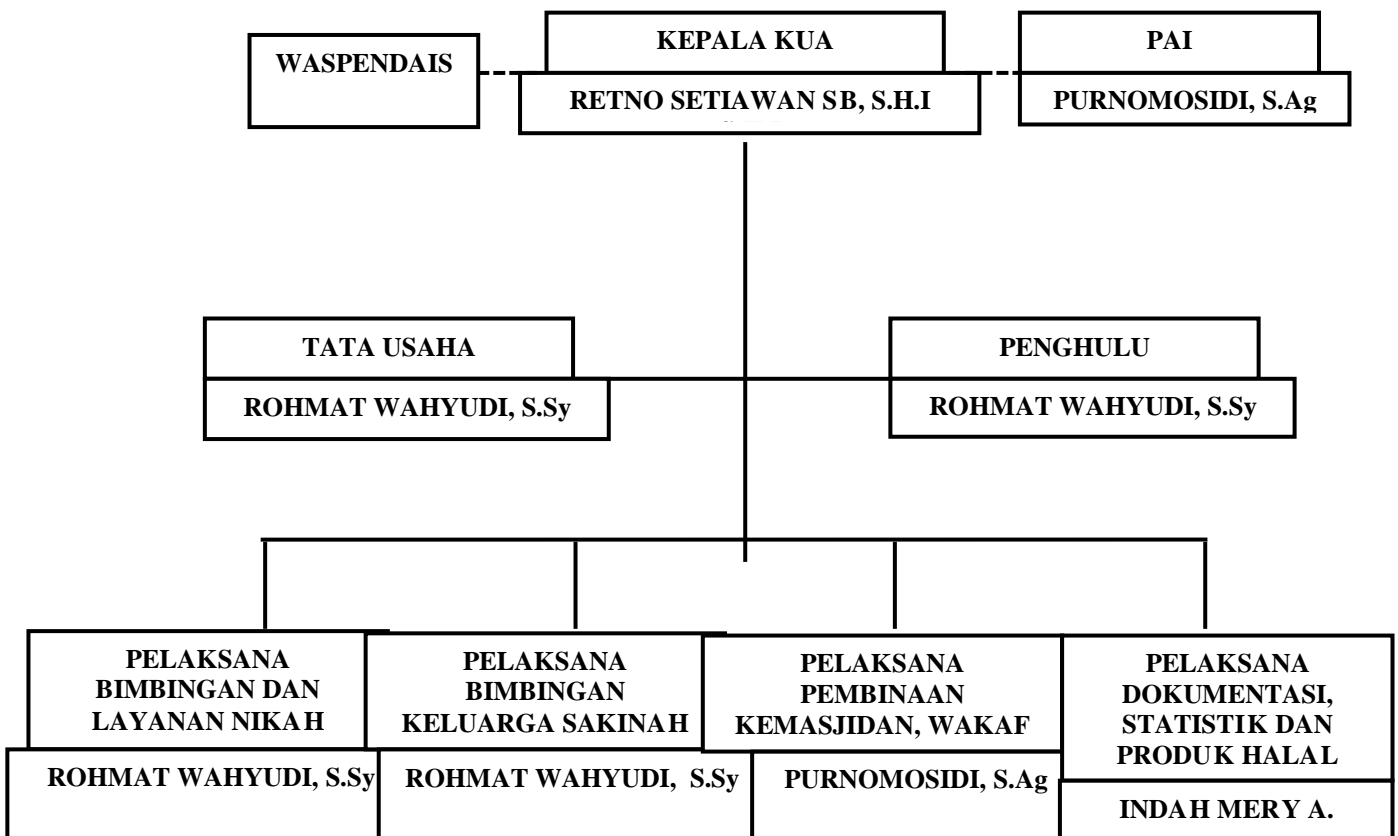 KEPALA KUA
PAI
WASPENDAIS
RETNO SETIAWAN SB, S.H.I
PURNOMOSIDI, S.Ag
TATA USAHA
PENGHULU
ROHMAT WAHYUDI, S.Sy
ROHMAT WAHYUDI, S.Sy
PELAKSANA
BIMBINGAN DAN
LAYANAN NIKAH
PELAKSANA
BIMBINGAN
KELUARGA SAKINAH
PELAKSANA
PEMBINAAN
KEMASJIDAN, WAKAF
PELAKSANA
DOKUMENTASI,
STATISTIK DAN
PRODUK HALAL
ROHMAT WAHYUDI, S.Sy
ROHMAT WAHYUDI, S.Sy
PURNOMOSIDI, S.Ag
INDAH MERY A.